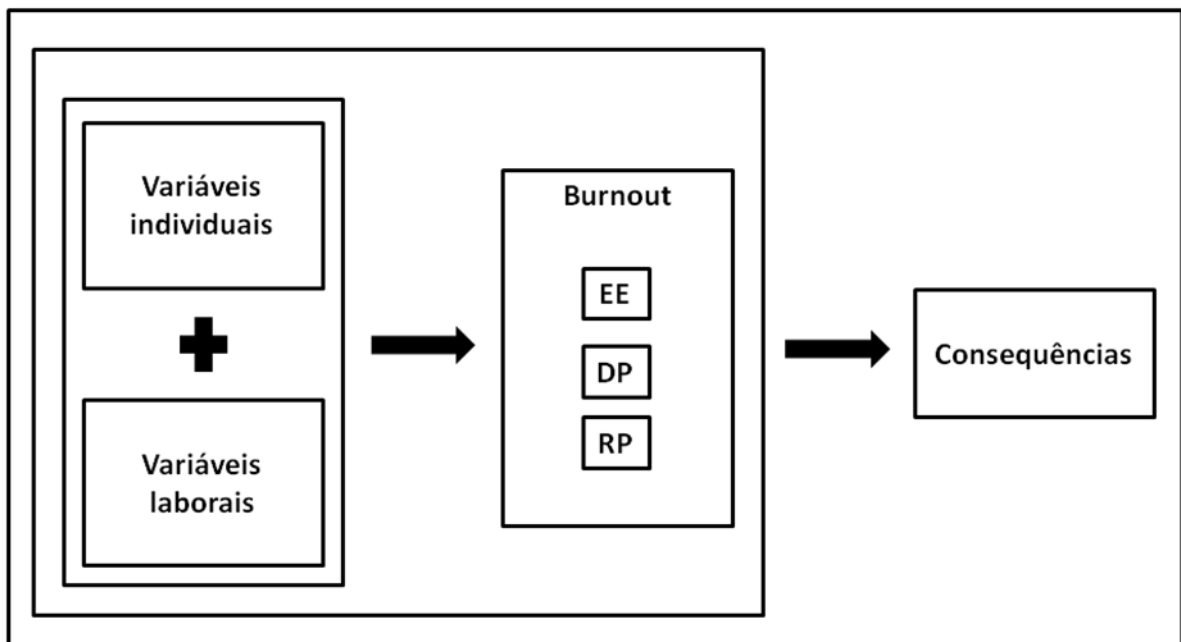 Variáveis
individuais
Variáveis
laborais
Burnout
EE
DP
RP
Consequências